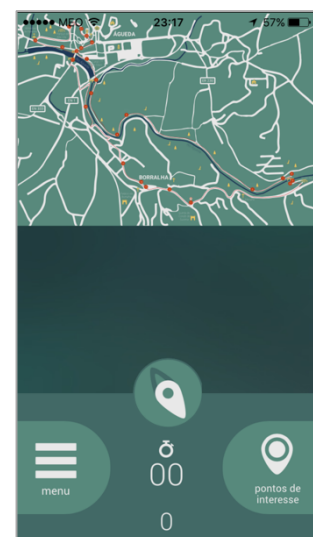 MEO 23:17 57%
ÁGUEDA
BORRALHA
00
menu
pontos de
interesse
0